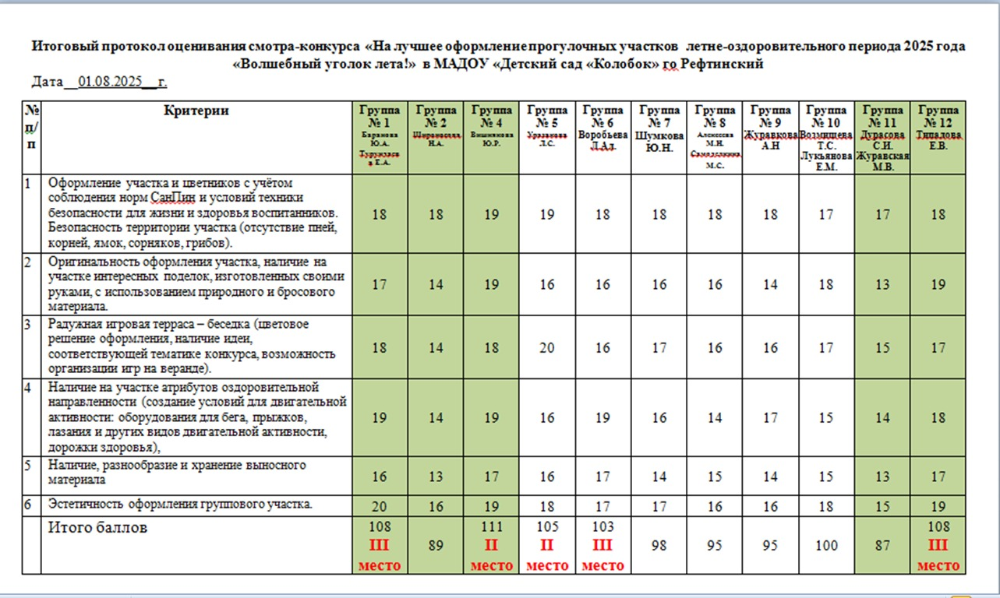 Итоговый протокол оценивания смотра-конкурса «На лучшее оформление прогулочных участков летне-оздоровительного периода 2025 года
«Волшебный уголок лета!» в МАДОУ «Детский сад «Колобок» го Рефтинский
Дата__01.08.2025__г.
№ п/п Критерии Группа № 1 Баранова Ю.А. Е.А. Группа № 2 Н.А. Группа № 4 Вишнякова Ю.Р. Группа № 5 Л.С. Группа № 6 Воробьева Л.Ад. Группа № 7 Шумкова Ю.Н. Группа № 8 Алексеева М.Н. М.С. Группа № 9 Журавкова А.Н Группа № 10 Возмищева Т.С. Лукьянова Е.М. Группа № 11 Дурасова С.И. Журавская М.В. Группа № 12 Типалова Е.В.
1 Оформление участка и цветников с учётом
соблюдения норм СанПин и условий техники
безопасности для жизни и здоровья воспитанников.
Безопасность территории участка (отсутствие пней,
корней, ямок, сорняков, грибов).
18 18 19 19 18 18 18 18 17 17 18
2 Оригинальность оформления участка, наличие на
участке интересных поделок, изготовленных своими
руками, с использованием природного и бросового
материала.
17 14 19 16 16 16 16 14 18 13 19
3 Радужная игровая терраса – беседка (цветовое
решение оформления, наличие идеи,
соответствующей тематике конкурса, возможность
организации игр на веранде).
18 14 18 20 16 17 16 16 17 15 17
4 Наличие на участке атрибутов оздоровительной
направленности (создание условий для двигательной
активности: оборудования для бега, прыжков,
лазания и других видов двигательной активности,
дорожки здоровья),
19 14 19 16 19 16 14 17 15 14 18
5 Наличие, разнообразие и хранение выносного
материала
16 13 17 16 17 14 15 14 15 13 17
6 Эстетичность оформления группового участка.
20 16 19 18 17 17 16 16 18 15 19
Итого баллов
108 III место 89 111 II место 105 II место 103 III место 98 95 95 100 87 108 III место